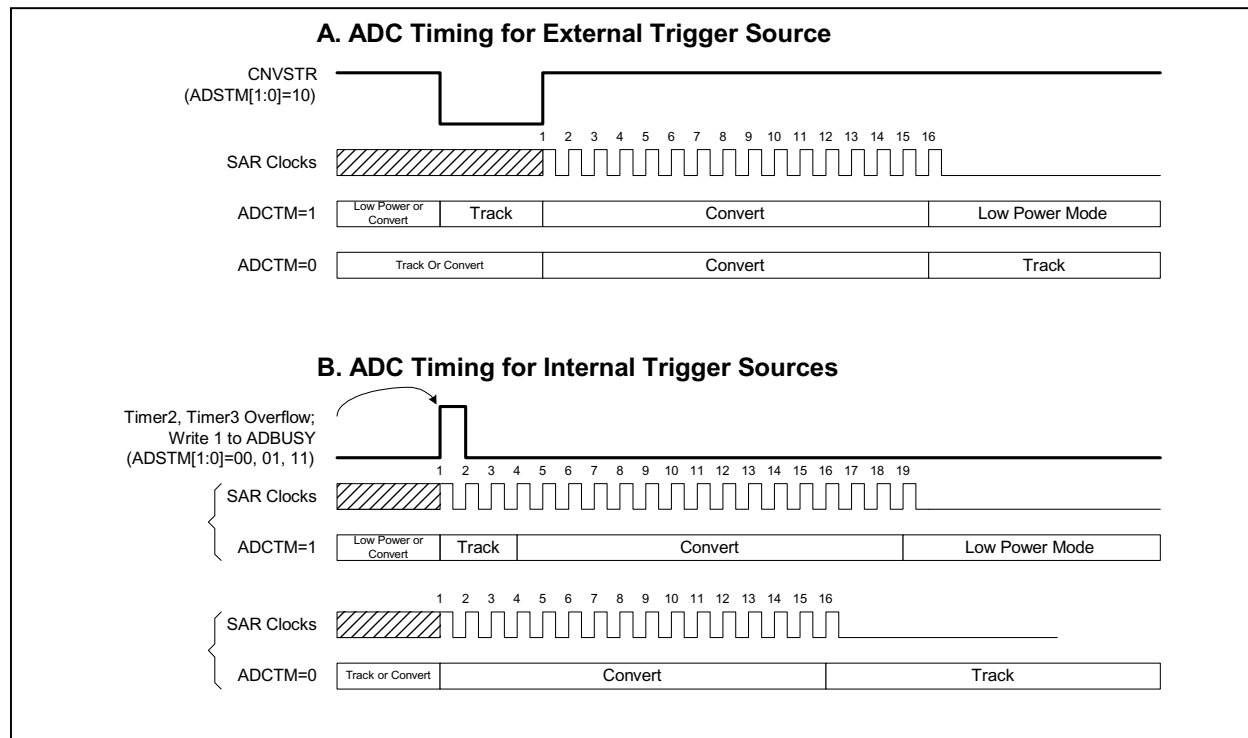 A. ADC Timing for External Trigger Source
CNVSTR
(ADSTM[1:0]=10)
1 2 3 4 5 6 7 8 9 10 11 12 13 14 15 16
SAR Clocks
ADCTM=1 Low Power or Convert Track Convert Low Power Mode
ADCTM=0 Track Or Convert Convert Track
B. ADC Timing for Internal Trigger Sources
Timer2, Timer3 Overflow;
Write 1 to ADBUSY
(ADSTM[1:0]=00, 01, 11)
1 2 3 4 5 6 7 8 9 10 11 12 13 14 15 16 17 18 19
SAR Clocks
ADCTM=1 Low Power or Convert Track Convert Low Power Mode
1 2 3 4 5 6 7 8 9 10 11 12 13 14 15 16
SAR Clocks
ADCTM=0 Track or Convert Convert Track